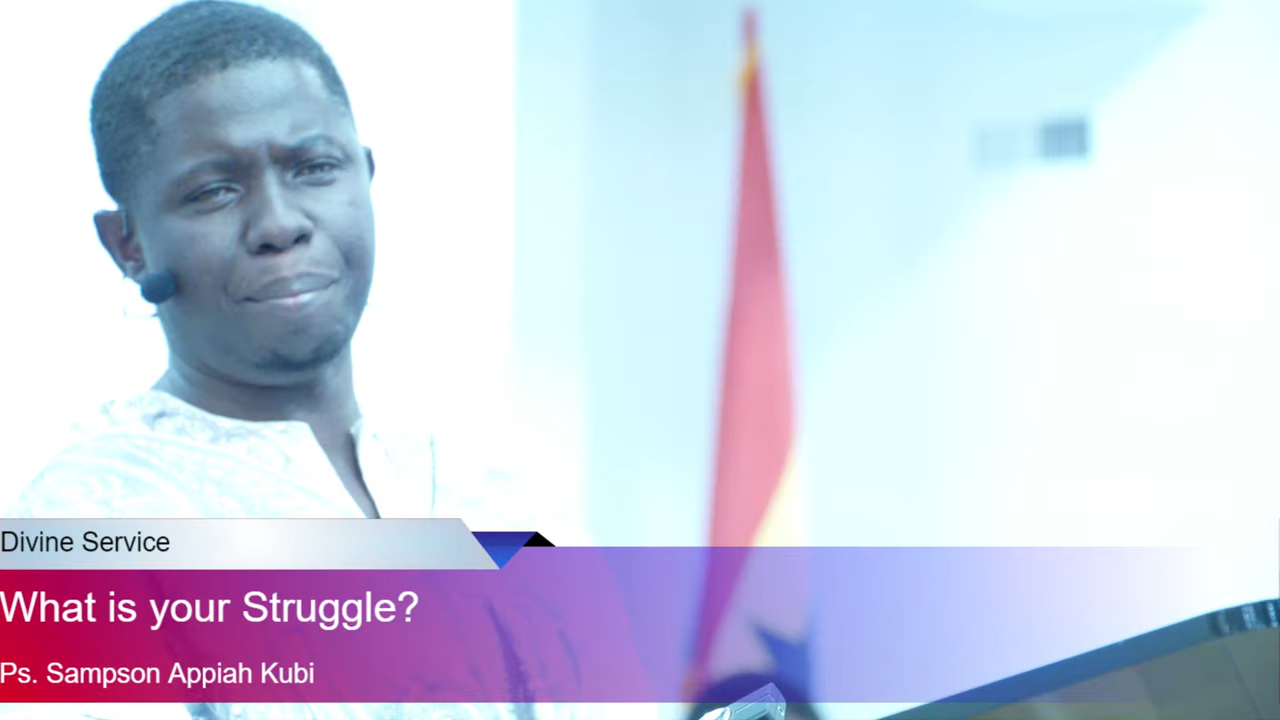 Divine Service
What is your Struggle?
Ps. Sampson Appiah Kubi